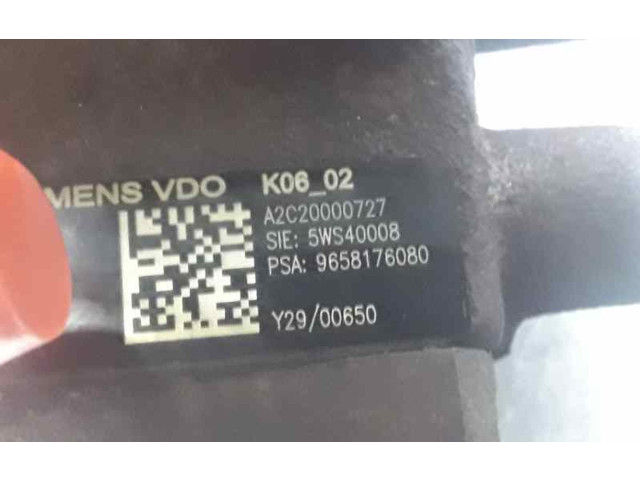 MENS VDO K06_02
A2C20000727
SIE: 5WS40008
PSA: 9658176080
Y29/00650